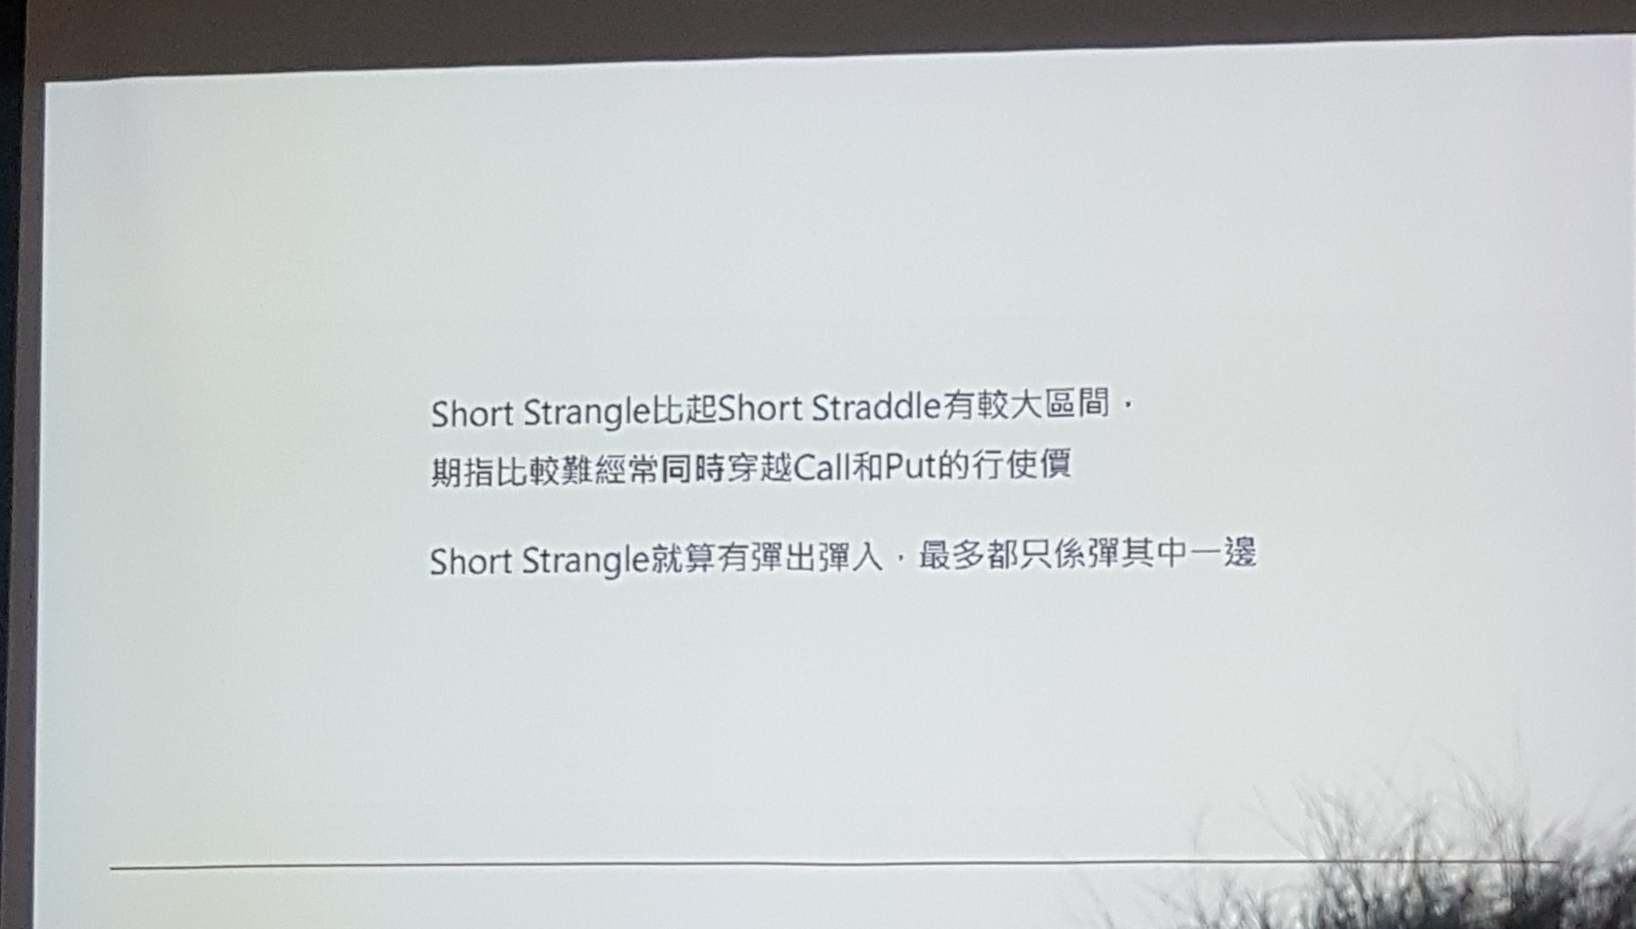 Short Strangle比起Short Straddle有較大區間，
期指比較難經常同時穿越Call和Put的行使價
Short Strangle就算有彈出彈入，最多都只係彈其中一邊